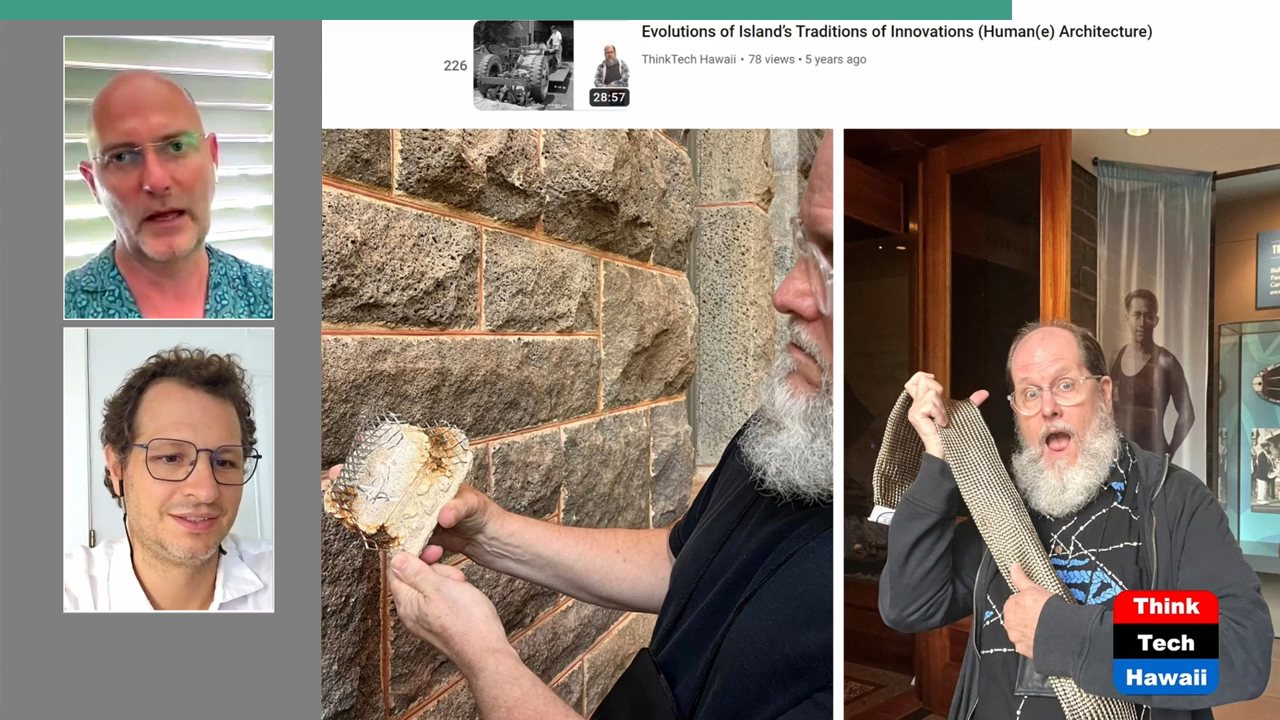 Evolutions of Island's Traditions of Innovations (Human(e) Architecture)
ThinkTech Hawaii • 78 views • 5 years ago
226
28:57
Think
Tech
Hawaii